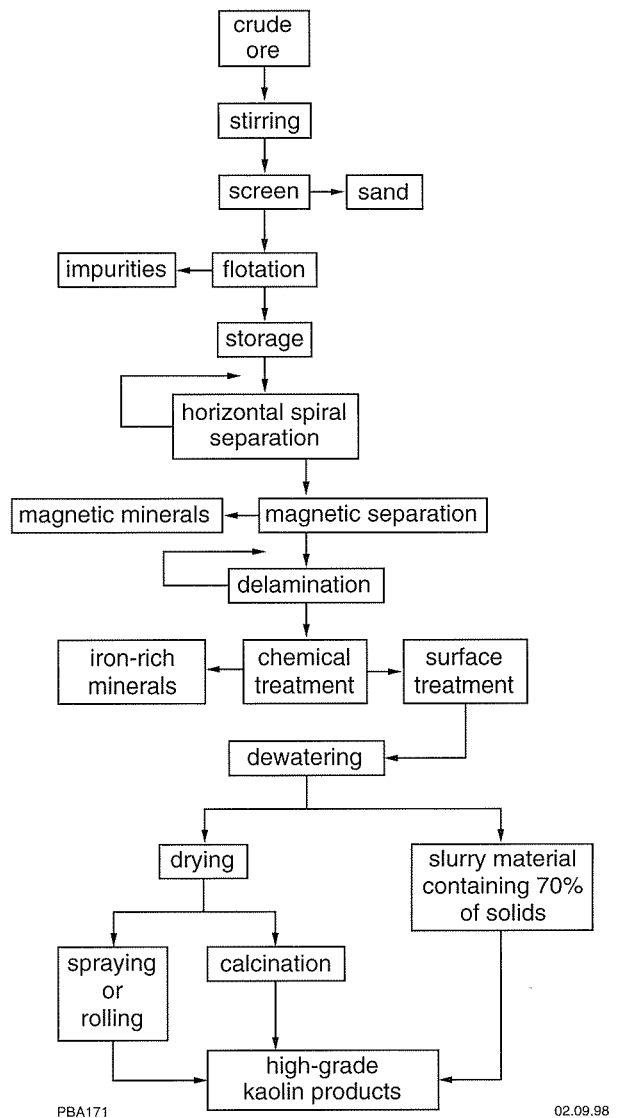 crude
ore
stirring
screen
sand
impurities
flotation
storage
horizontal spiral
separation
magnetic minerals
magnetic separation
delamination
iron-rich
minerals
chemical
treatment
surface
treatment
dewatering
drying
slurry material
containing 70%
of solids
spraying
or
rolling
calcination
high-grade
kaolin products
PBA171
02.09.98